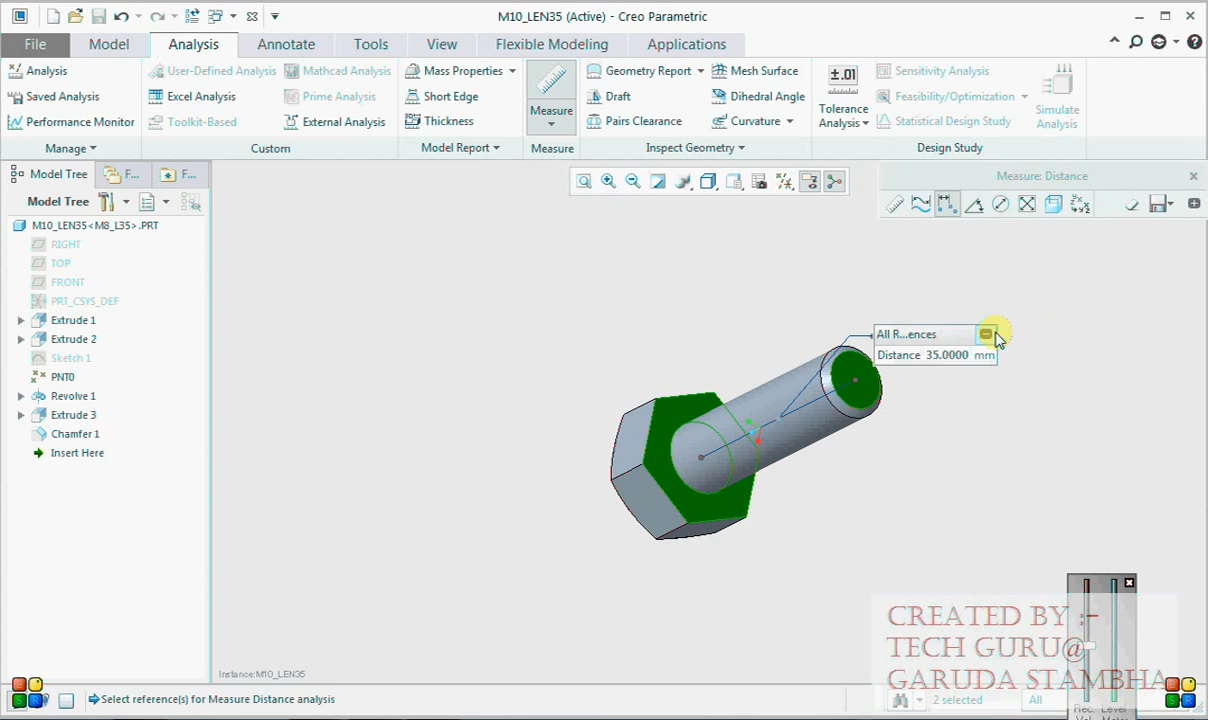 M10_LEN35 (Active) - Creo Parametric
File Model Analysis Annotate Tools View Flexible Modeling Applications
Analysis User-Defined Analysis Mathcad Analysis Mass Properties Geometry Report Mesh Surface ±.01 Sensitivity Analysis
Saved Analysis Excel Analysis Prime Analysis Short Edge Measure Draft Dihedral Angle Tolerance Analysis Feasibility/Optimization Simulate Analysis
Performance Monitor Toolkit-Based External Analysis Thickness Pairs Clearance Curvature Statistical Design Study
Manage Custom Model Report Measure Inspect Geometry Design Study
Model Tree F... F...
Measure: Distance
Model Tree
M10_LEN35<M8_L35>.PRT
RIGHT
TOP
FRONT
PRT_CSYS_DEF
Extrude 1
Extrude 2
Sketch 1
PNT0
Revolve 1
Extrude 3
Chamfer 1
Insert Here
All R...ences
Distance 35.0000 mm
CREATED BY :-
TECH GURU@
GARUDA STAMBHA
Instance:M10_LEN35
Select reference(s) for Measure Distance analysis
2 selected All